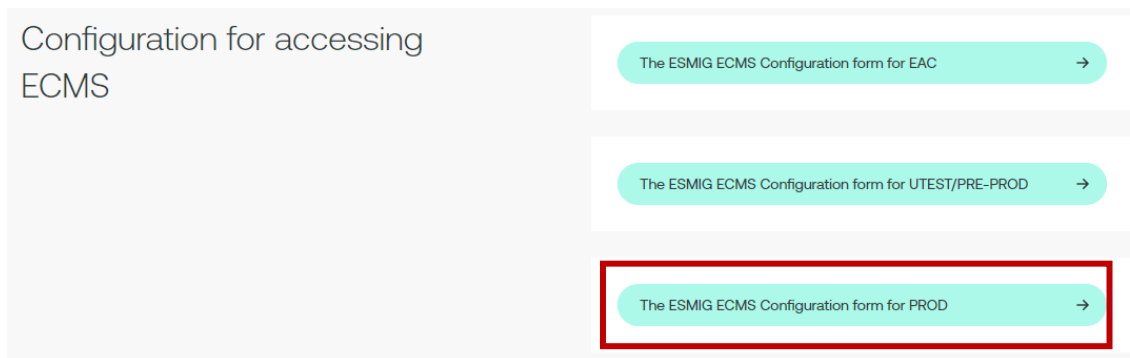 Configuration for accessing
ECMS
The ESMIG ECMS Configuration form for EAC
The ESMIG ECMS Configuration form for UTEST/PRE-PROD
The ESMIG ECMS Configuration form for PROD